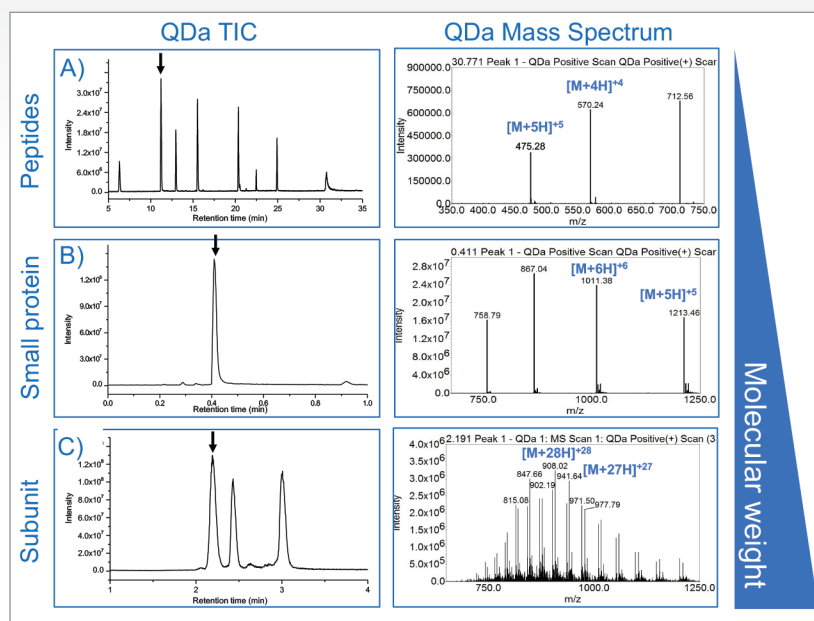 QDa TIC
QDa Mass Spectrum
Peptides
A)
Intensity
3.0x10⁷
2.4x10⁷
1.8x10⁷
1.2x10⁷
6.0x10⁶
0.0
5 10 15 20 25 30 35
Retention time (min)
30.771 Peak 1 - QDa Positive Scan QDa Positive(+) Scar
Intensity
900000.0
750000.0
600000.0
450000.0
300000.0
150000.0
0.0
[M+4H]⁺⁴
570.24
712.56
[M+5H]⁺⁵
475.28
350.0 400.0 450.0 500.0 550.0 600.0 650.0 700.0 750.0
m/z
Small protein
B)
Intensity
1.2x10⁸
9.0x10⁷
6.0x10⁷
3.0x10⁷
0.0
0.0 0.2 0.4 0.6 0.8 1.0
Retention time (min)
0.411 Peak 1 - QDa Positive Scan QDa Positive(+) Scar
Intensity
2.8x10⁷
2.4x10⁷
2.0x10⁷
1.6x10⁷
1.2x10⁷
8.0x10⁶
4.0x10⁶
0.0
867.04
[M+6H]⁺⁶
1011.38
[M+5H]⁺⁵
758.79
1213.46
750.0 1000.0 1250.0
m/z
Subunit
C)
Intensity
1.2x10⁸
9.0x10⁷
6.0x10⁷
3.0x10⁷
0.0
1 2 3 4
Retention time (min)
2.191 Peak 1 - QDa 1: MS Scan 1: QDa Positive(+) Scan (3
Intensity
4.0x10⁶
3.5x10⁶
3.0x10⁶
2.5x10⁶
2.0x10⁶
1.5x10⁶
1.0x10⁶
5.0x10⁵
0.0
[M+28H]⁺²⁸
908.02
[M+27H]⁺²⁷
847.66
941.64
902.19
815.08
971.50
977.79
750.0 1000.0 1250.0
m/z
Molecular weight